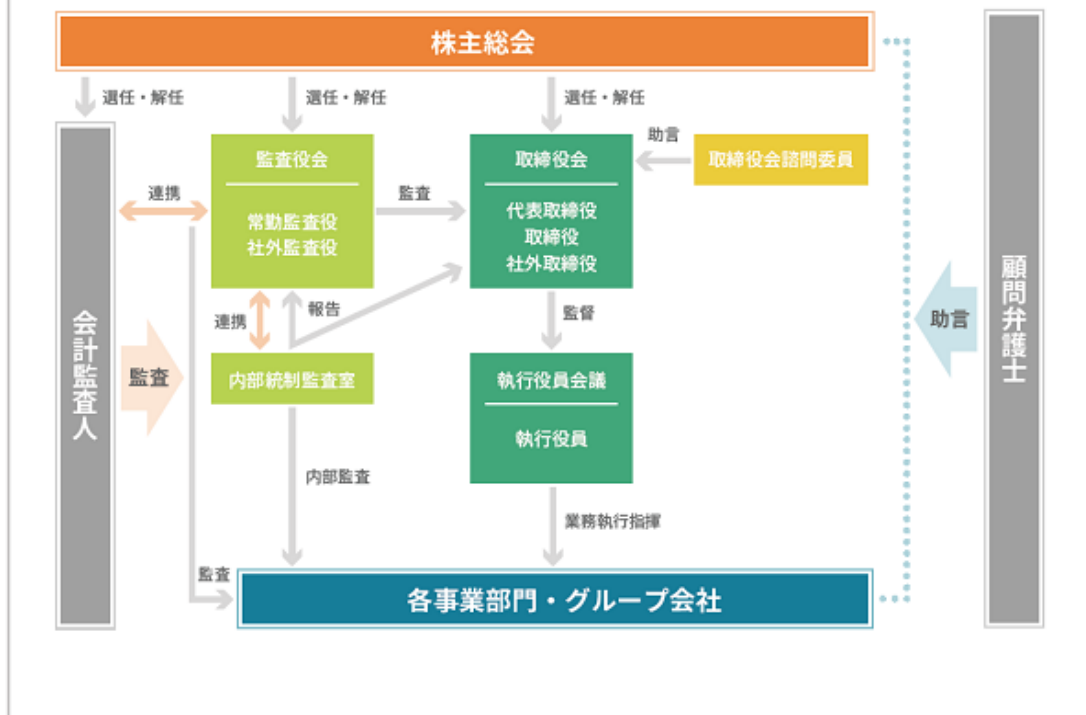 株主総会
選任・解任
選任・解任
選任・解任
監査役会
常勤監査役
社外監査役
取締役会
代表取締役
取締役
社外取締役
助言
取締役会諮問委員
連携
監査
連携
報告
監督
会計監査人
監査
内部統制監査室
執行役員会議
執行役員
助言
顧問弁護士
内部監査
業務執行指揮
監査
各事業部門・グループ会社